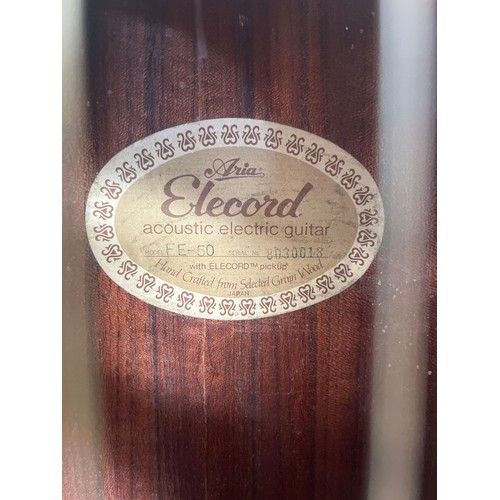 Aria
Elecord
acoustic electric guitar
MODEL FE-50 SERIAL No. 8030018
with ELECORD™ pickup
Hand Crafted from Selected Grain Wood
JAPAN